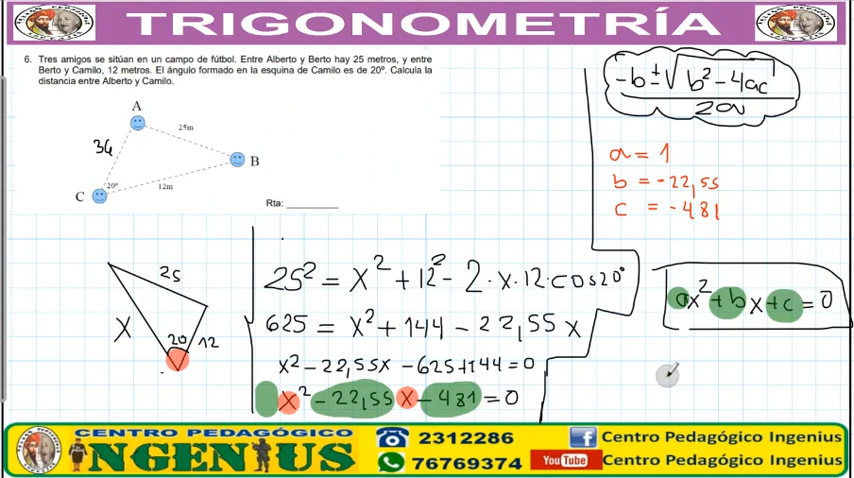 TRIGONOMETRÍA
6. Tres amigos se sitúan en un campo de fútbol. Entre Alberto y Berto hay 25 metros, y entre
Berto y Camilo, 12 metros. El ángulo formado en la esquina de Camilo es de 20º. Calcula la
distancia entre Alberto y Camilo.
A
25m
34
B
20º
12m
C
Rta: ________
-b ± √b² - 4ac
2a
a = 1
b = -22,55
c = -481
25
X
20
12
25² = x² + 12² - 2·x·12·cos20°
625 = x² + 144 - 22,55x
x² - 22,55x - 625 + 144 = 0
x² - 22,55 x - 481 = 0
ax² + bx + c = 0
CENTRO PEDAGÓGICO
INGENIUS
2312286
76769374
Centro Pedagógico Ingenius
YouTube Centro Pedagógico Ingenius